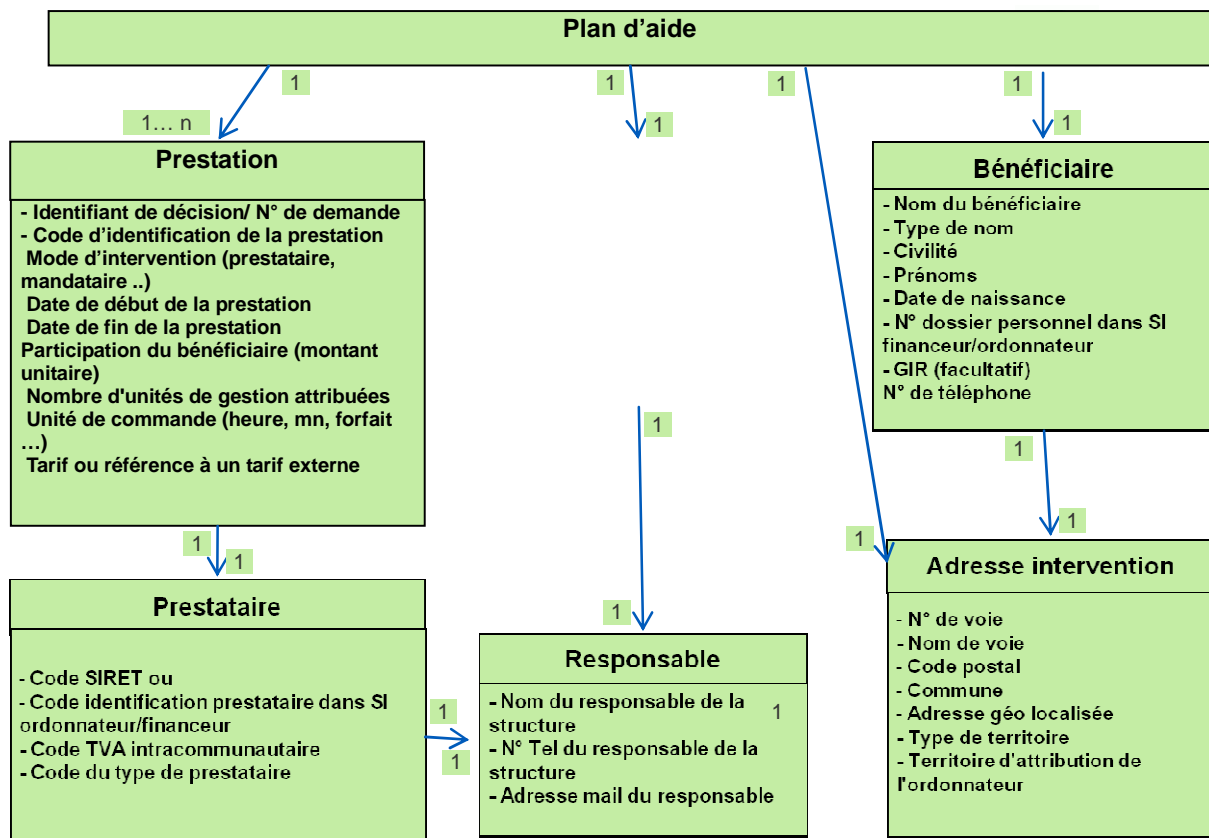 Plan d'aide
1
1
1
1
1… n
1
1
Prestation
- Identifiant de décision/ N° de demande
- Code d'identification de la prestation
Mode d'intervention (prestataire,
mandataire ..)
Date de début de la prestation
Date de fin de la prestation
Participation du bénéficiaire (montant
unitaire)
Nombre d'unités de gestion attribuées
Unité de commande (heure, mn, forfait
…)
Tarif ou référence à un tarif externe
Bénéficiaire
- Nom du bénéficiaire
- Type de nom
- Civilité
- Prénoms
- Date de naissance
- N° dossier personnel dans SI
financeur/ordonnateur
- GIR (facultatif)
N° de téléphone
1
1
1
1
1
1
1
Prestataire
- Code SIRET ou
- Code identification prestataire dans SI
ordonnateur/financeur
- Code TVA intracommunautaire
- Code du type de prestataire
1
1
1
Responsable
- Nom du responsable de la
structure
1
- N° Tel du responsable de la
structure
- Adresse mail du responsable
Adresse intervention
- N° de voie
- Nom de voie
- Code postal
- Commune
- Adresse géo localisée
- Type de territoire
- Territoire d'attribution de
l'ordonnateur